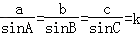 a/sinA = b/sinB = c/sinC = k